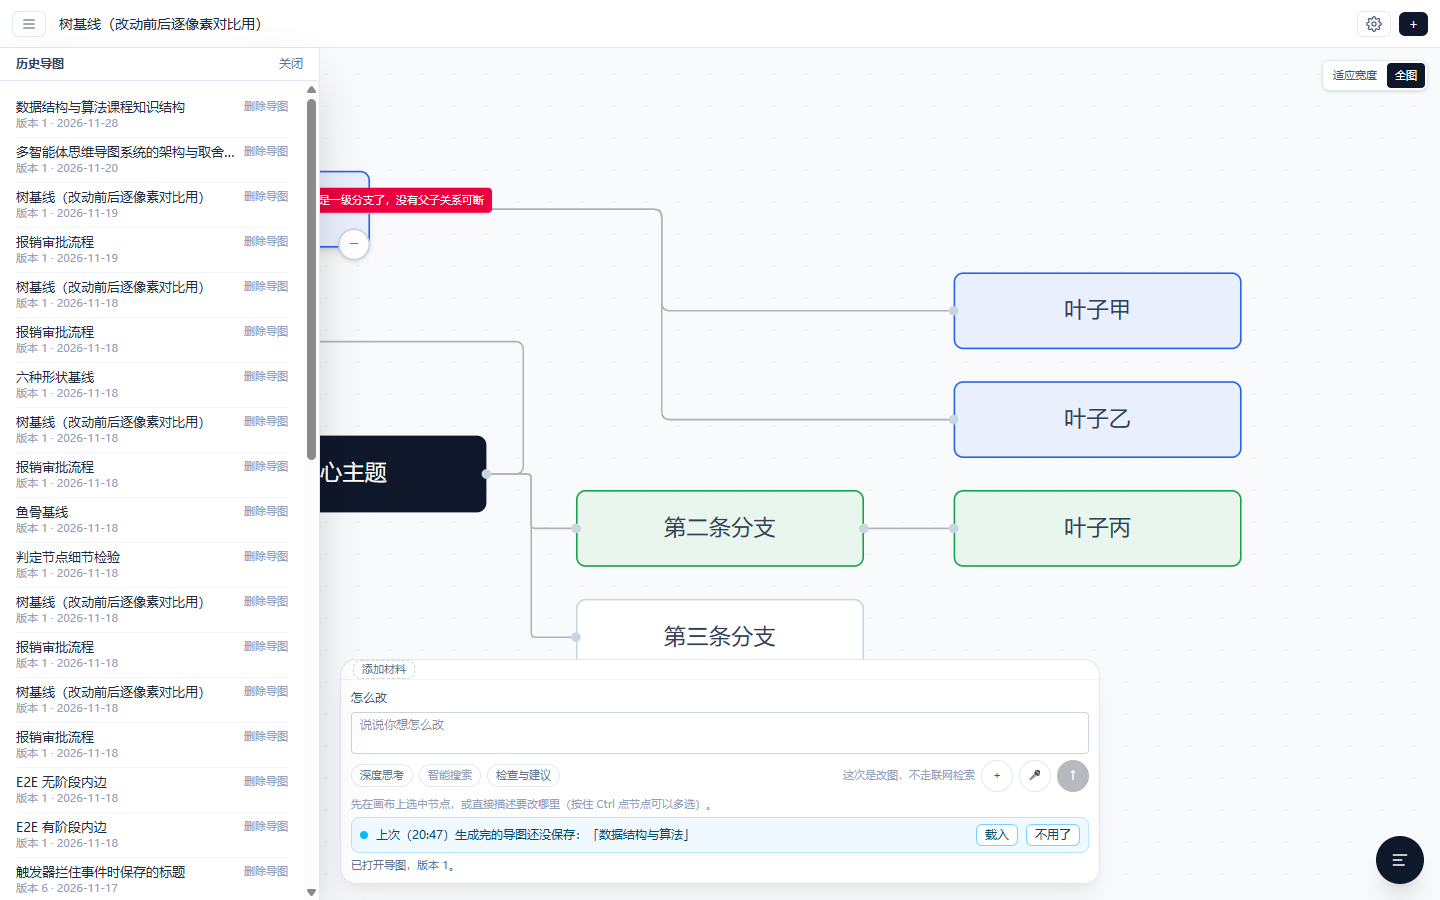 树基线（改动前后逐像素对比用）
+
历史导图
关闭
数据结构与算法课程知识结构
删除导图
版本 1 · 2026-11-28
多智能体思维导图系统的架构与取舍...
删除导图
版本 1 · 2026-11-20
树基线（改动前后逐像素对比用）
删除导图
版本 1 · 2026-11-19
报销审批流程
删除导图
版本 1 · 2026-11-19
树基线（改动前后逐像素对比用）
删除导图
版本 1 · 2026-11-18
报销审批流程
删除导图
版本 1 · 2026-11-18
六种形状基线
删除导图
版本 1 · 2026-11-18
树基线（改动前后逐像素对比用）
删除导图
版本 1 · 2026-11-18
报销审批流程
删除导图
版本 1 · 2026-11-18
鱼骨基线
删除导图
版本 1 · 2026-11-18
判定节点细节检验
删除导图
版本 1 · 2026-11-18
树基线（改动前后逐像素对比用）
删除导图
版本 1 · 2026-11-18
报销审批流程
删除导图
版本 1 · 2026-11-18
树基线（改动前后逐像素对比用）
删除导图
版本 1 · 2026-11-18
报销审批流程
删除导图
版本 1 · 2026-11-18
E2E 无阶段内边
删除导图
版本 1 · 2026-11-18
E2E 有阶段内边
删除导图
版本 1 · 2026-11-18
触发器拦住事件时保存的标题
删除导图
版本 6 · 2026-11-17
适应宽度
全图
是一级分支了，没有父子关系可断
叶子甲
叶子乙
心主题
第二条分支
叶子丙
第三条分支
添加材料
怎么改
说说你想怎么改
深度思考
智能搜索
检查与建议
这次是改图，不走联网检索
+
先在画布上选中节点，或直接描述要改哪里（按住 Ctrl 点节点可以多选）。
上次（20:47）生成完的导图还没保存：「数据结构与算法」
载入
不用了
已打开导图，版本 1。